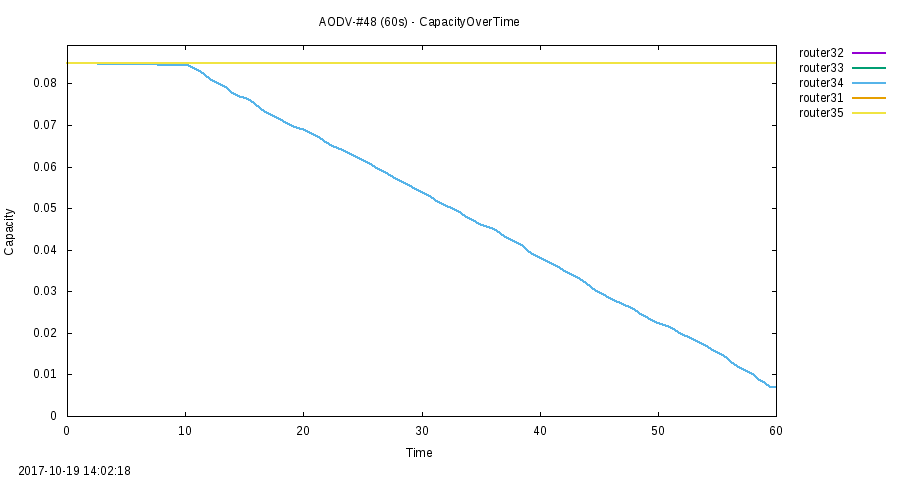 AODV-#48 (60s) - CapacityOverTime
router32
router33
router34
router31
router35
0.08
0.07
0.06
0.05
0.04
0.03
0.02
0.01
0
Capacity
0 10 20 30 40 50 60
Time
2017-10-19 14:02:18